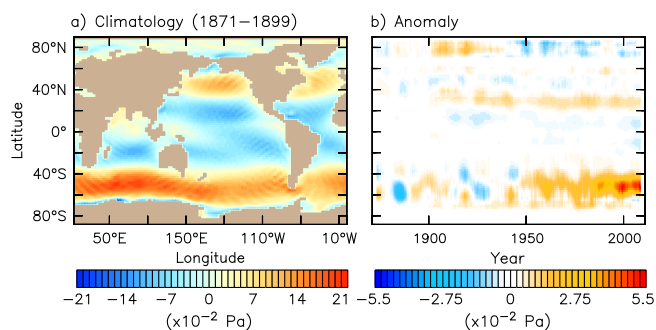 a) Climatology (1871−1899)
b) Anomaly
80°N
40°N
0°
40°S
80°S
Latitude
50°E 150°E 110°W 10°W
Longitude
1900 1950 2000
Year
−21 −14 −7 0 7 14 21
(x10⁻² Pa)
−5.5 −2.75 0 2.75 5.5
(x10⁻² Pa)